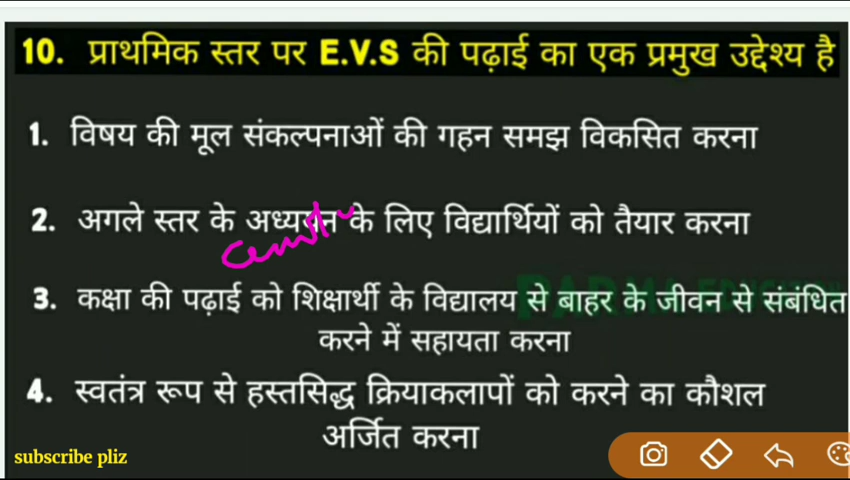 10. प्राथमिक स्तर पर E.V.S की पढ़ाई का एक प्रमुख उद्देश्य है
1. विषय की मूल संकल्पनाओं की गहन समझ विकसित करना
2. अगले स्तर के अध्ययन के लिए विद्यार्थियों को तैयार करना
3. कक्षा की पढ़ाई को शिक्षार्थी के विद्यालय से बाहर के जीवन से संबंधित
करने में सहायता करना
4. स्वतंत्र रूप से हस्तसिद्ध क्रियाकलापों को करने का कौशल
अर्जित करना
subscribe pliz